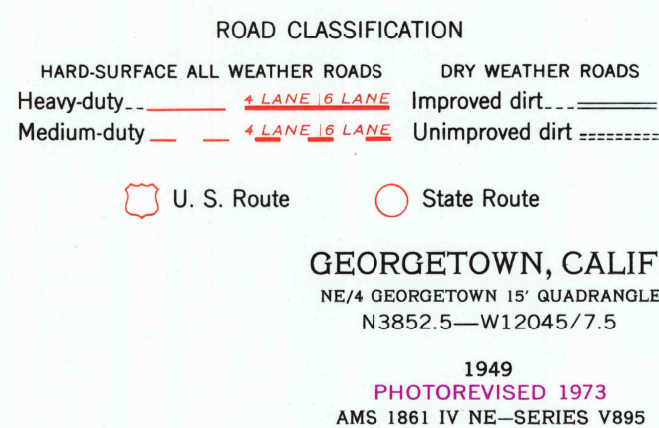 ROAD CLASSIFICATION
HARD-SURFACE ALL WEATHER ROADS DRY WEATHER ROADS
Heavy-duty 4 LANE 6 LANE Improved dirt
Medium-duty 4 LANE 6 LANE Unimproved dirt
U. S. Route State Route
GEORGETOWN, CALIF
NE/4 GEORGETOWN 15′ QUADRANGLE
N3852.5—W12045/7.5
1949
PHOTOREVISED 1973
AMS 1861 IV NE—SERIES V895